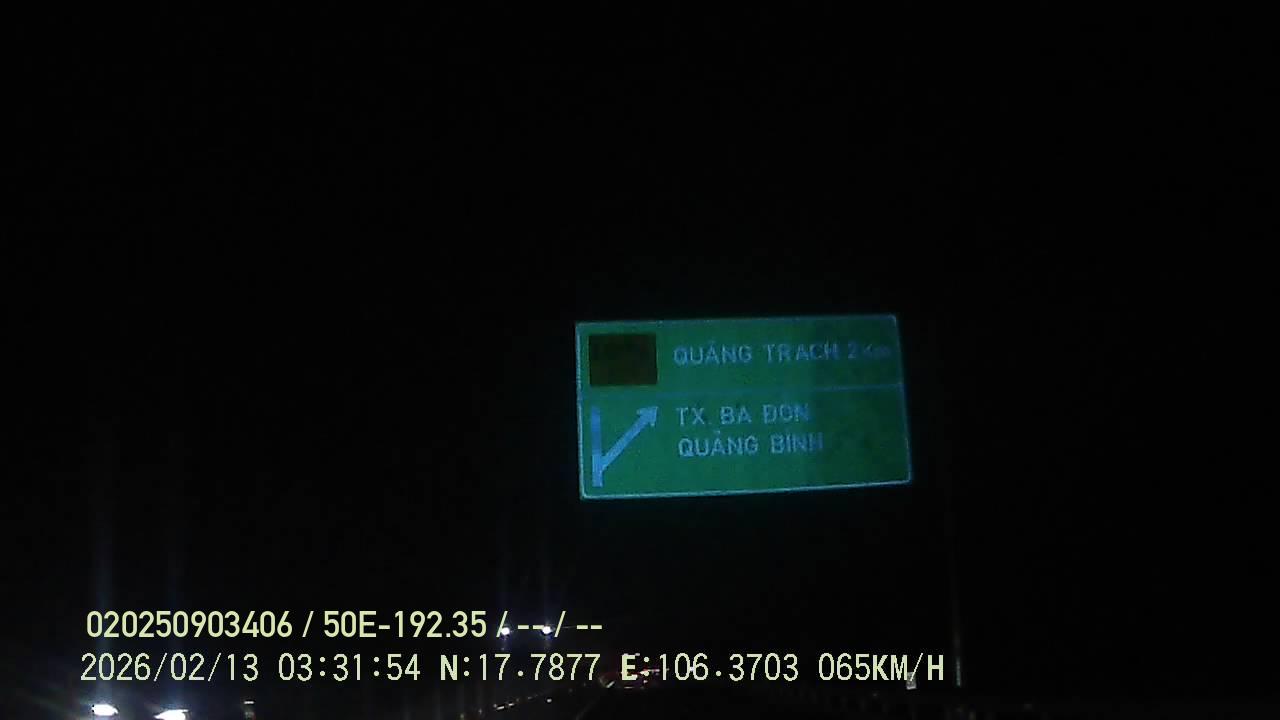 QUẢNG TRẠCH 2Km
TX. BA ĐỒN
QUẢNG BÌNH
020250903406 / 50E-192.35 / -- / --
2026/02/13 03:31:54 N:17.7877 E:106.3703 065KM/H